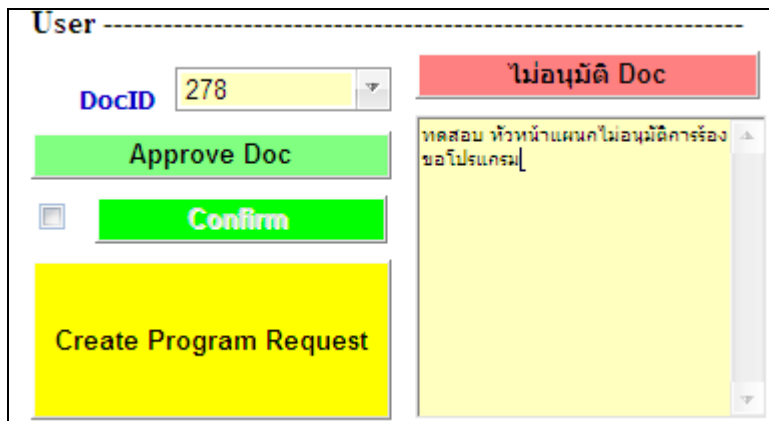 User ----------------------------------------------------------------
DocID 278
ไม่อนุมัติ Doc
Approve Doc
ทดสอบ หัวหน้าแผนกไม่อนุมัติการร้อง
ขอโปรแกรม
Confirm
Create Program Request